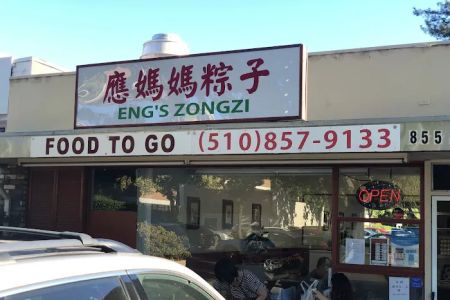 應媽媽粽子
ENG'S ZONGZI
FOOD TO GO (510)857-9133 855
OPEN